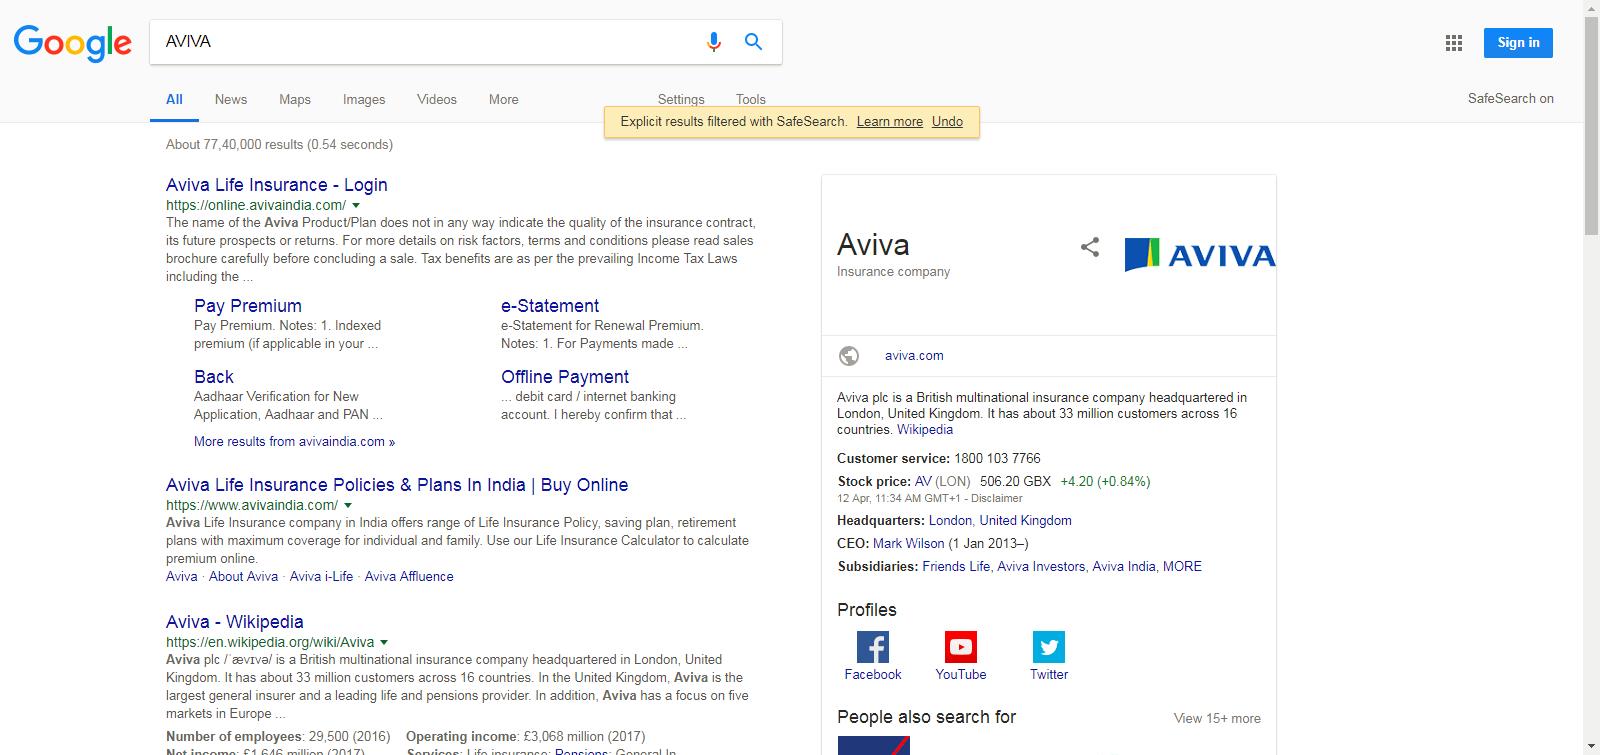 Google
AVIVA
Sign in
All News Maps Images Videos More Settings Tools
SafeSearch on
Explicit results filtered with SafeSearch. Learn more Undo
About 77,40,000 results (0.54 seconds)
Aviva Life Insurance - Login
https://online.avivaindia.com/
The name of the Aviva Product/Plan does not in any way indicate the quality of the insurance contract,
its future prospects or returns. For more details on risk factors, terms and conditions please read sales
brochure carefully before concluding a sale. Tax benefits are as per the prevailing Income Tax Laws
including the ...
Pay Premium
Pay Premium. Notes: 1. Indexed
premium (if applicable in your ...
e-Statement
e-Statement for Renewal Premium.
Notes: 1. For Payments made ...
Back
Aadhaar Verification for New
Application, Aadhaar and PAN ...
Offline Payment
... debit card / internet banking
account. I hereby confirm that ...
More results from avivaindia.com »
Aviva Life Insurance Policies & Plans In India | Buy Online
https://www.avivaindia.com/
Aviva Life Insurance company in India offers range of Life Insurance Policy, saving plan, retirement
plans with maximum coverage for individual and family. Use our Life Insurance Calculator to calculate
premium online.
Aviva · About Aviva · Aviva i-Life · Aviva Affluence
Aviva - Wikipedia
https://en.wikipedia.org/wiki/Aviva
Aviva plc /ˈævɪvə/ is a British multinational insurance company headquartered in London, United
Kingdom. It has about 33 million customers across 16 countries. In the United Kingdom, Aviva is the
largest general insurer and a leading life and pensions provider. In addition, Aviva has a focus on five
markets in Europe ...
Number of employees: 29,500 (2016) Operating income: £3,068 million (2017)
Net income: £1,646 million (2017) Services: Life insurance; Pensions; General In...
Aviva
Insurance company
AVIVA
aviva.com
Aviva plc is a British multinational insurance company headquartered in
London, United Kingdom. It has about 33 million customers across 16
countries. Wikipedia
Customer service: 1800 103 7766
Stock price: AV (LON) 506.20 GBX +4.20 (+0.84%)
12 Apr, 11:34 AM GMT+1 - Disclaimer
Headquarters: London, United Kingdom
CEO: Mark Wilson (1 Jan 2013–)
Subsidiaries: Friends Life, Aviva Investors, Aviva India, MORE
Profiles
Facebook YouTube Twitter
People also search for View 15+ more